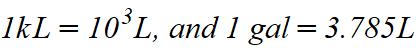 1kL = 10³L, and 1 gal = 3.785L